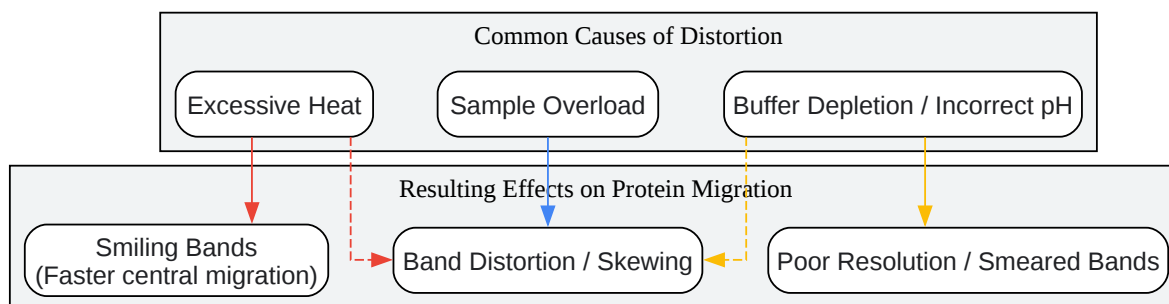 Common Causes of Distortion
Excessive Heat
Sample Overload
Buffer Depletion / Incorrect pH
Resulting Effects on Protein Migration
Smiling Bands
(Faster central migration)
Band Distortion / Skewing
Poor Resolution / Smeared Bands